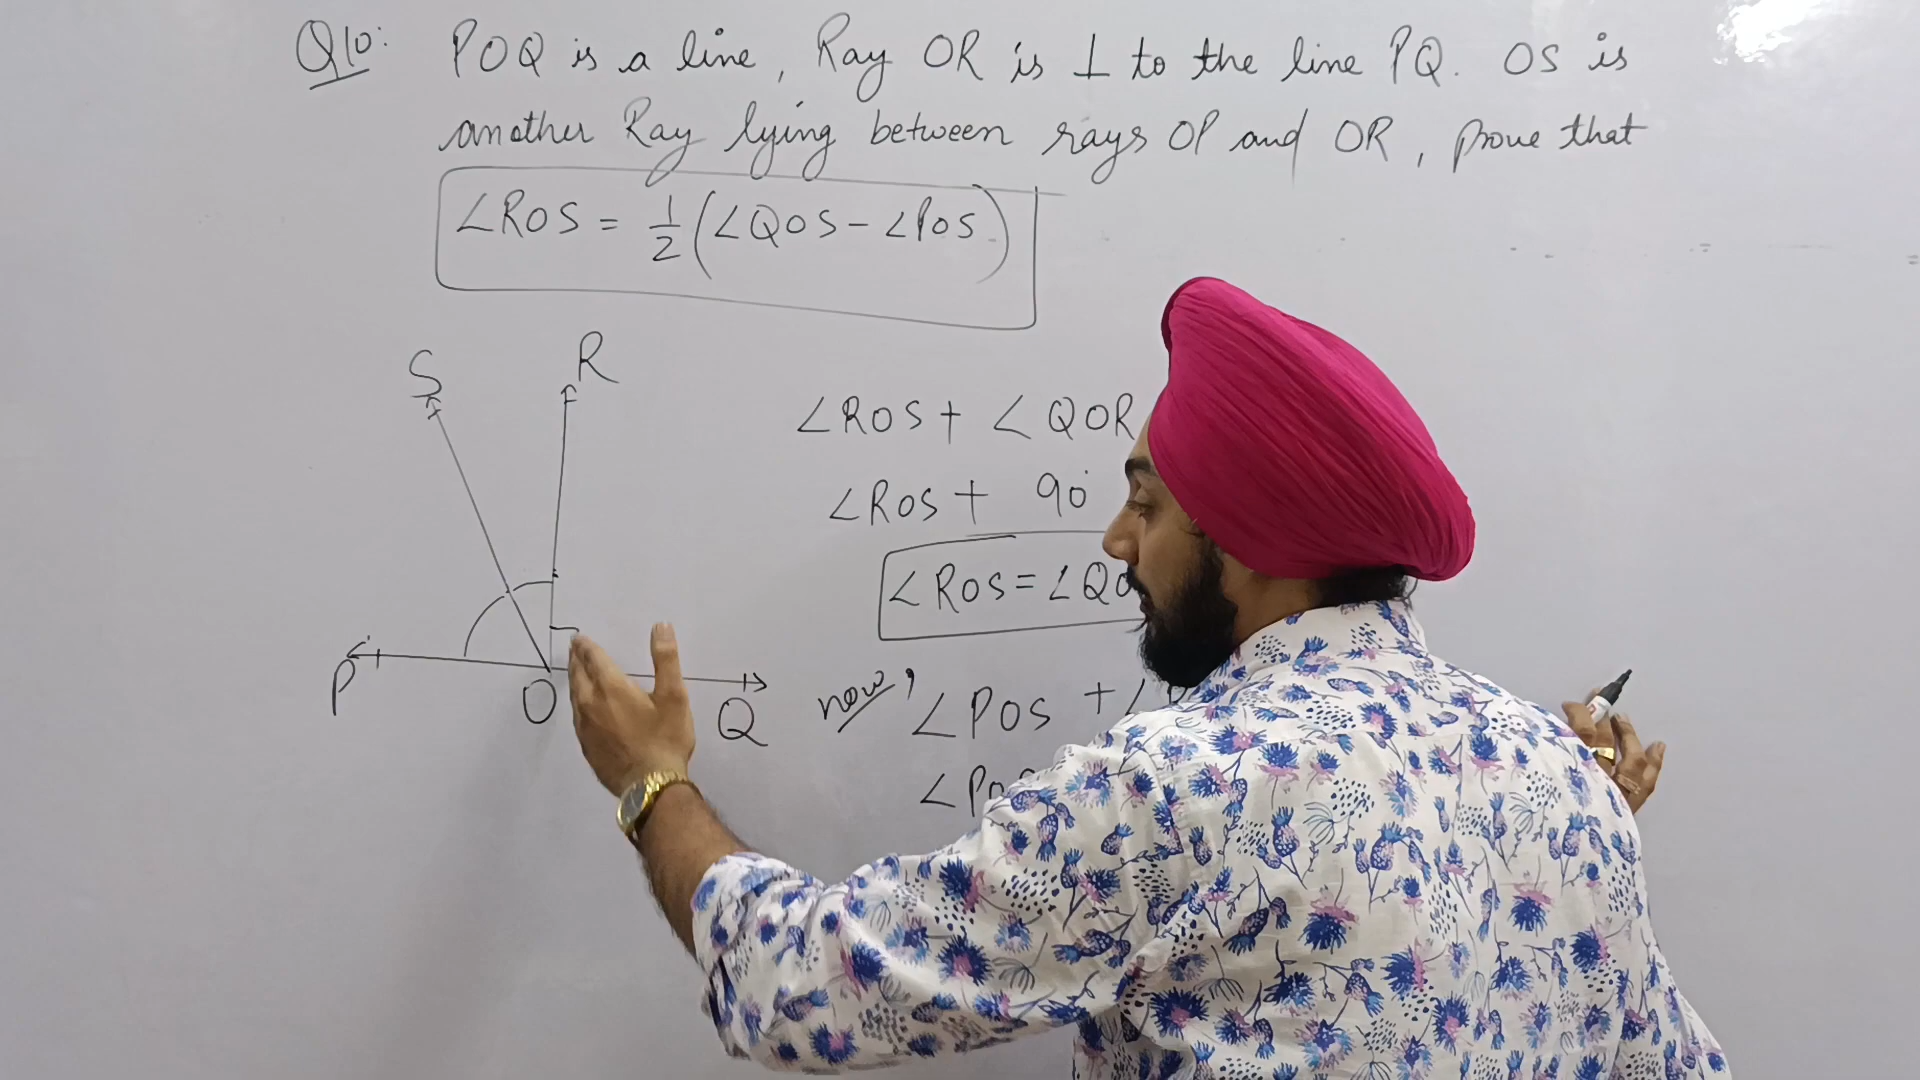 Q10: POQ is a line, Ray OR is ⊥ to the line PQ. OS is
another Ray lying between rays OP and OR, prove that
∠ROS = 1/2 (∠QOS - ∠POS)
S
R
P
O
Q
∠ROS + ∠QOR
∠ROS + 90°
∠ROS = ∠QO
now, ∠POS + ∠
∠PO